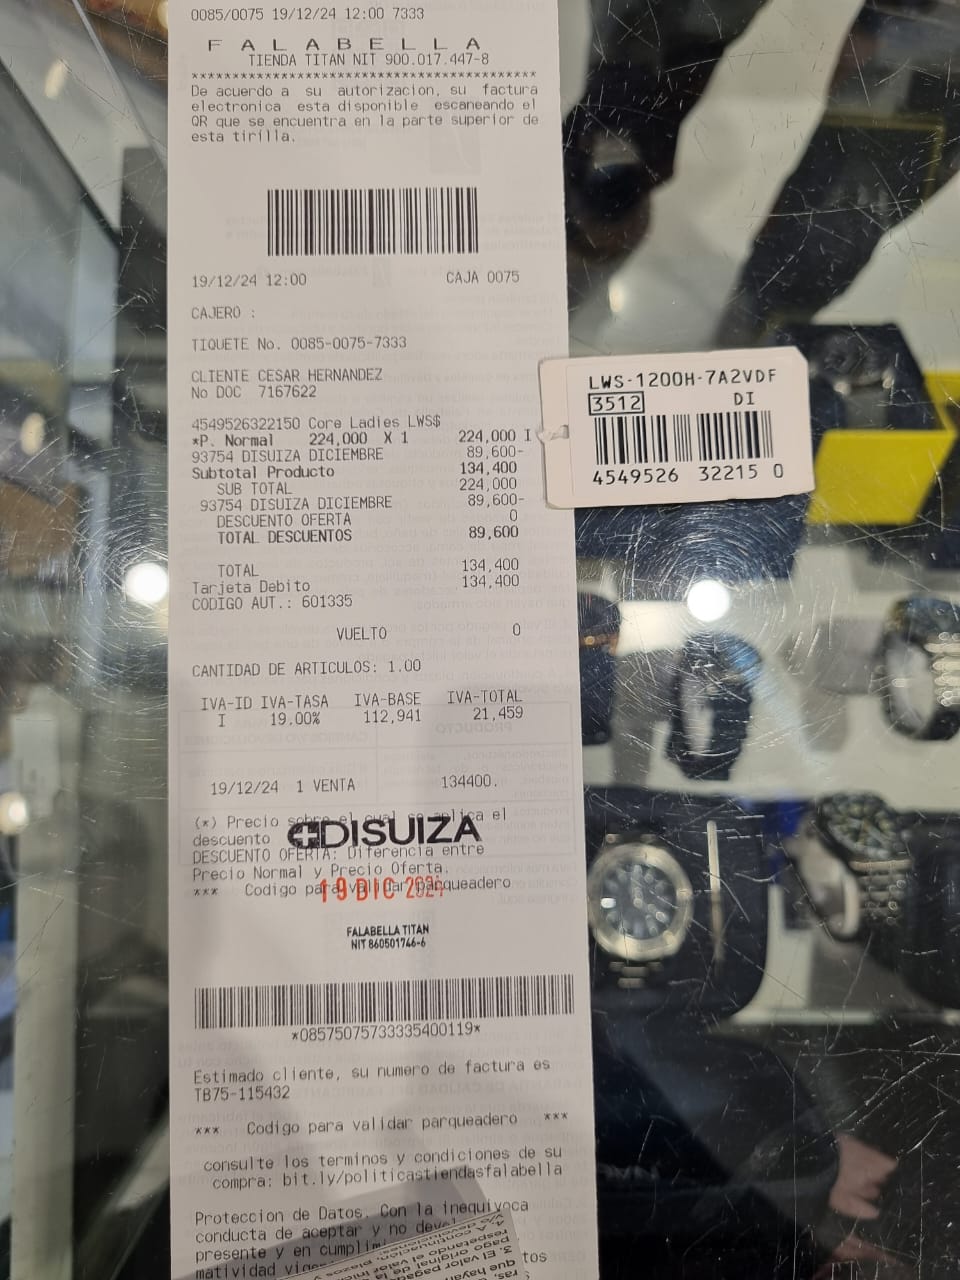 0085/0075 19/12/24 12:00 7333
FALABELLA
TIENDA TITAN NIT 900.017.447-8
****************************************
De acuerdo a su autorizacion, su factura
electronica esta disponible escaneando el
QR que se encuentra en la parte superior de
esta tirilla.
19/12/24 12:00 CAJA 0075
CAJERO :
TIQUETE No. 0085-0075-7333
CLIENTE CESAR HERNANDEZ
No DOC 7167622
4549526322150 Core Ladies LWS$
*P. Normal 224,000 X 1 224,000 I
93754 DISUIZA DICIEMBRE 89,600-
Subtotal Producto 134,400
SUB TOTAL 224,000
93754 DISUIZA DICIEMBRE 89,600-
DESCUENTO OFERTA 0
TOTAL DESCUENTOS 89,600
TOTAL 134,400
Tarjeta Debito 134,400
CODIGO AUT.: 601335
VUELTO 0
CANTIDAD DE ARTICULOS: 1.00
IVA-ID IVA-TASA IVA-BASE IVA-TOTAL
I 19.00% 112,941 21,459
19/12/24 1 VENTA 134400.
(*) Precio sobre el cual se aplica el
descuento
DISUIZA
DESCUENTO OFERTA: Diferencia entre
Precio Normal y Precio Oferta.
*** Codigo para validar parqueadero
19 DIC 2024
FALABELLA TITAN
NIT 860501746-6
*08575075733335400119*
Estimado cliente, su numero de factura es
TB75-115432
*** Codigo para validar parqueadero ***
consulte los terminos y condiciones de su
compra: bit.ly/politicastiendasfalabella
Proteccion de Datos. Con la inequivoca
conducta de aceptar y no
presente y en
matividad
LWS-1200H-7A2VDF
3512 DI
4549526 32215 0